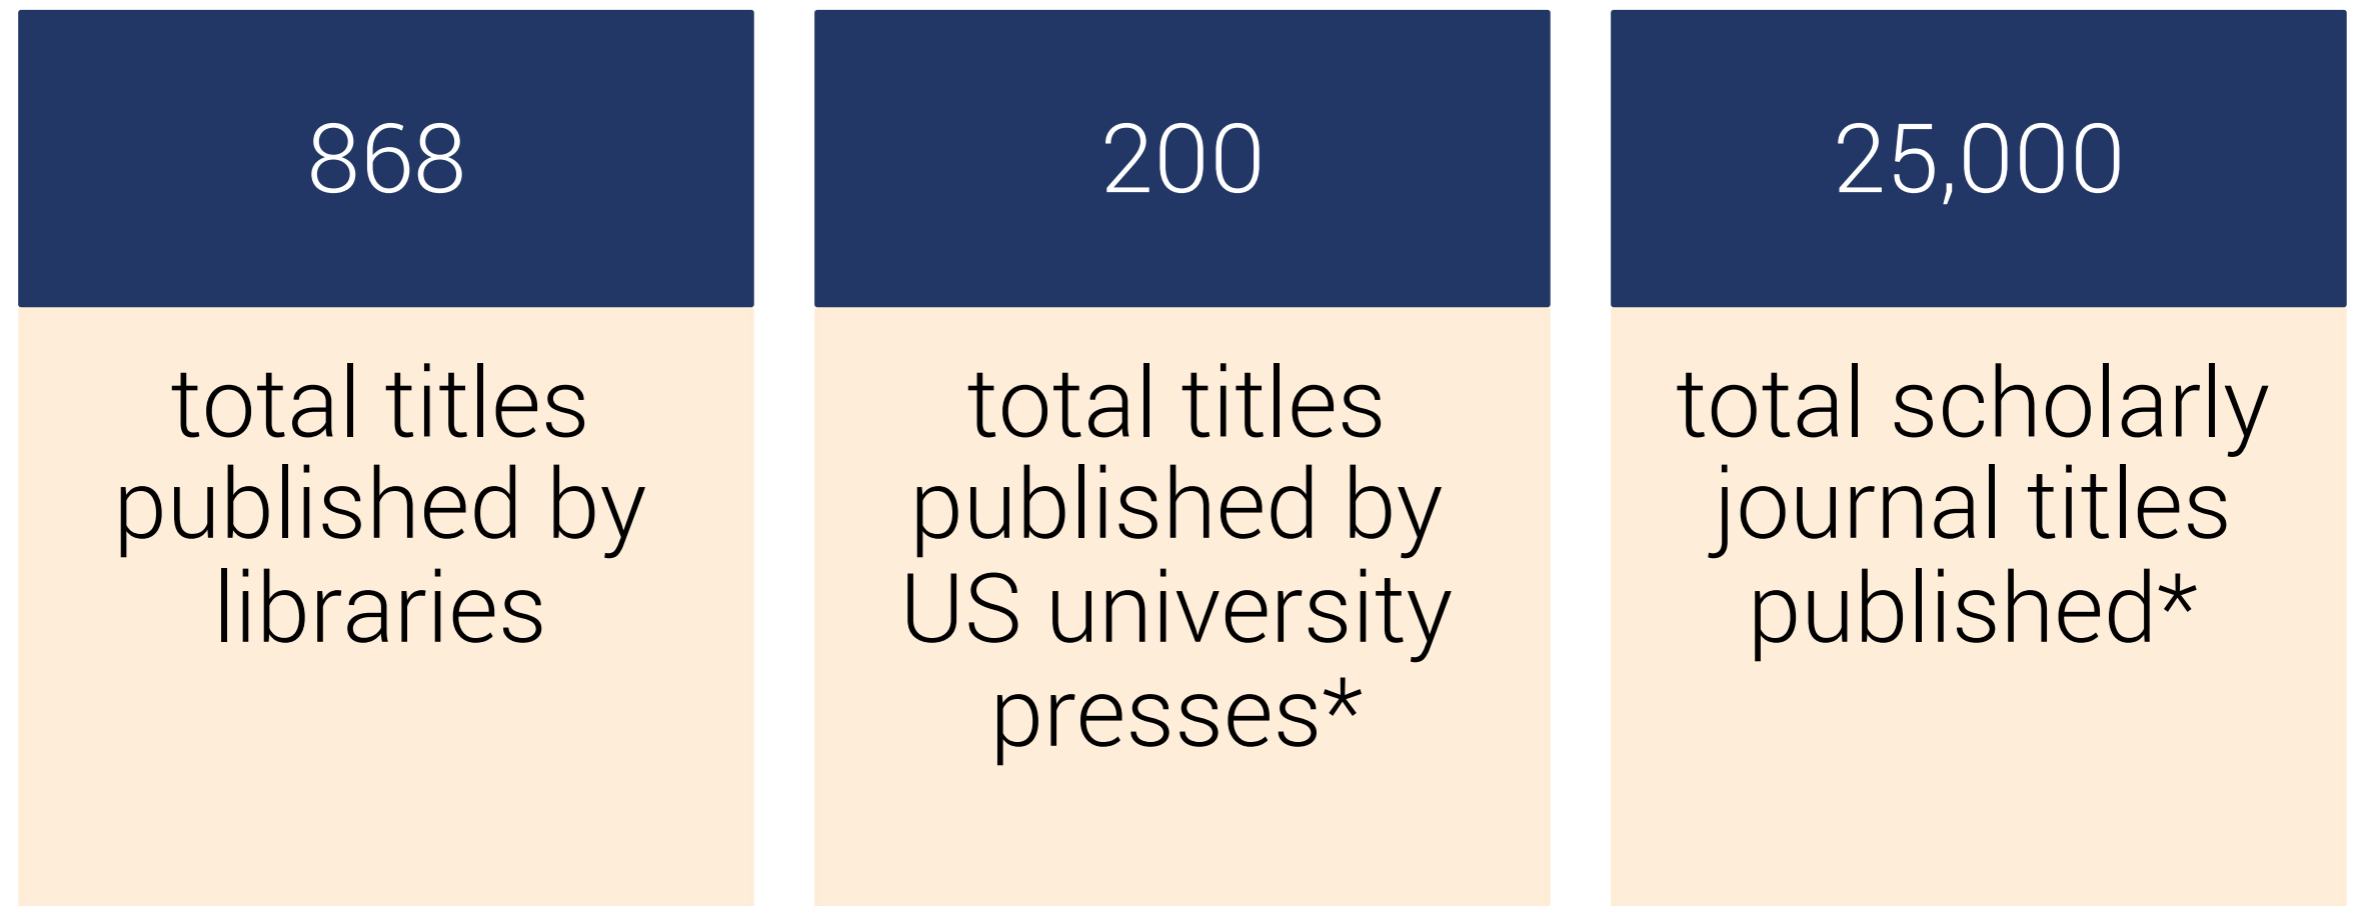 868
total titles
published by
libraries
200
total titles
published by
US university
presses*
25,000
total scholarly
journal titles
published*